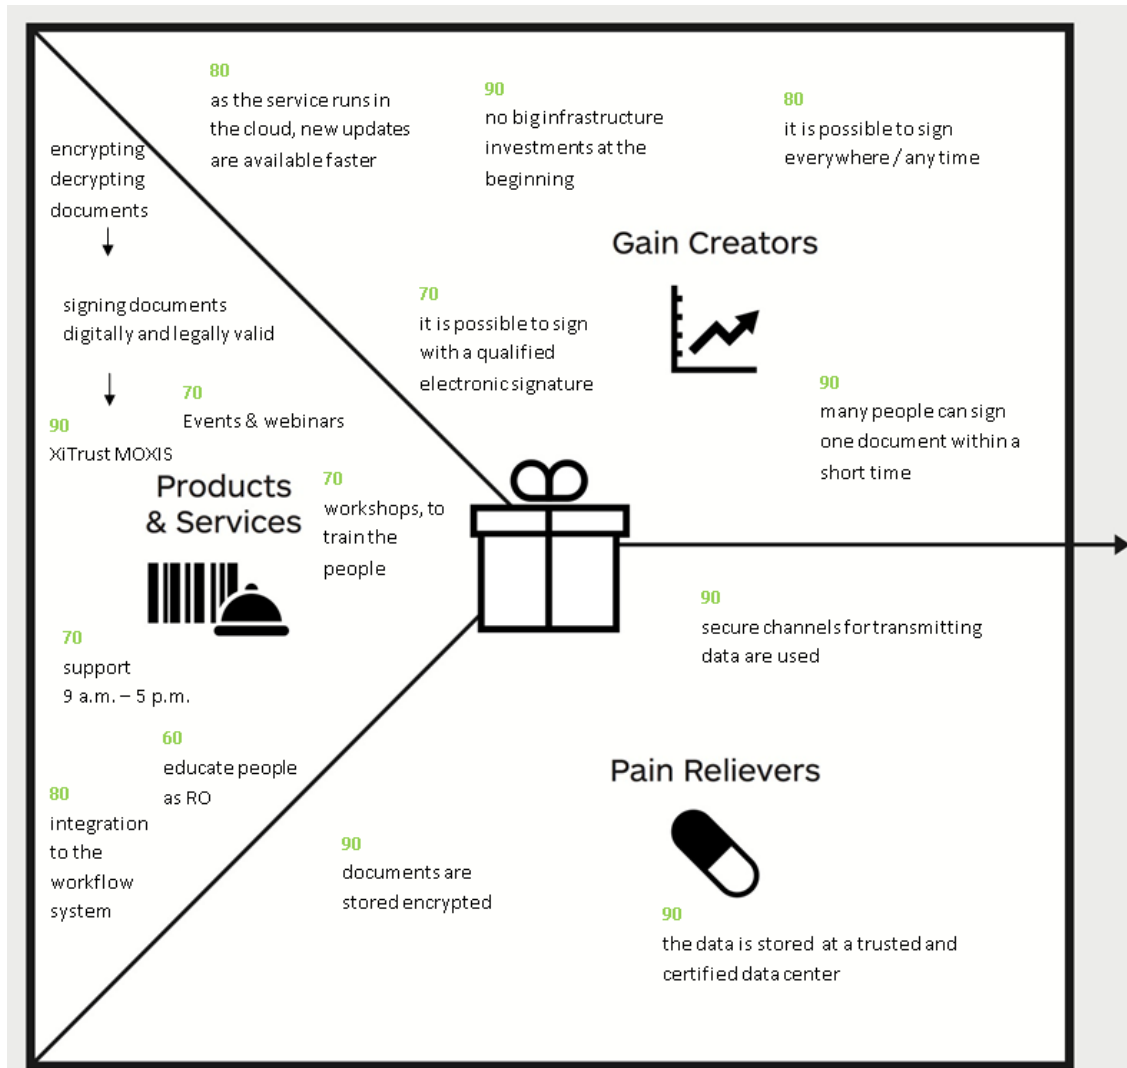 80
as the service runs in
the cloud, new updates
are available faster
90
no big infrastructure
investments at the
beginning
80
it is possible to sign
everywhere / any time
encrypting
decrypting
documents
Gain Creators
signing documents
digitally and legally valid
70
it is possible to sign
with a qualified
electronic signature
90
many people can sign
one document within a
short time
70
Events & webinars
90
XiTrust MOXIS
Products
& Services
70
workshops, to
train the
people
90
secure channels for transmitting
data are used
70
support
9 a.m. – 5 p.m.
60
educate people
as RO
80
integration
to the
workflow
system
Pain Relievers
90
documents are
stored encrypted
90
the data is stored at a trusted and
certified data center